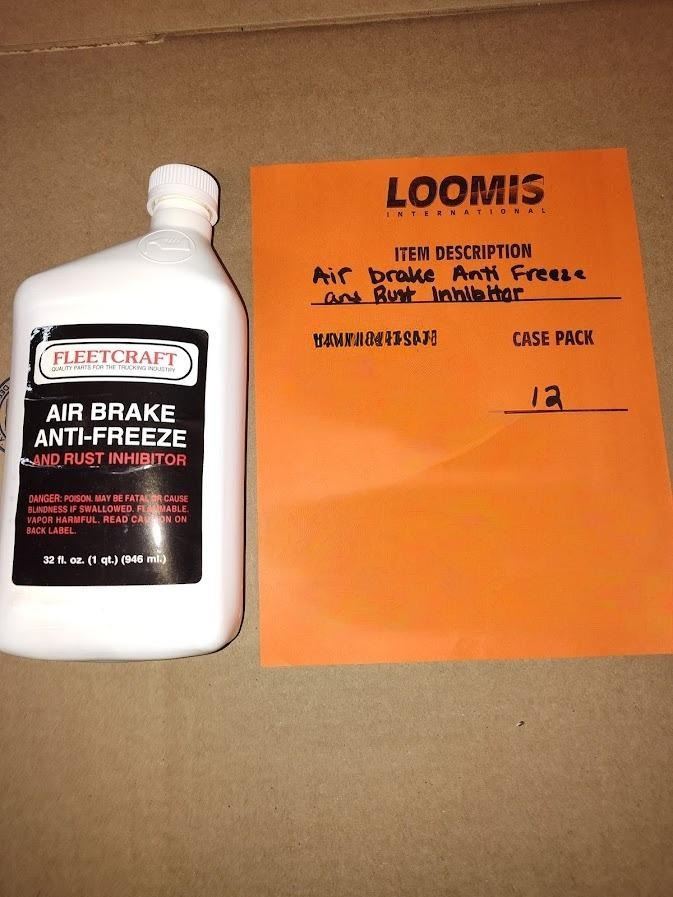 FLEETCRAFT
QUALITY PARTS FOR THE TRUCKING INDUSTRY
AIR BRAKE
ANTI-FREEZE
AND RUST INHIBITOR
DANGER: POISON. MAY BE FATAL OR CAUSE
BLINDNESS IF SWALLOWED. FLAMMABLE.
VAPOR HARMFUL. READ CAUTION ON
BACK LABEL.
32 fl. oz. (1 qt.) (946 ml.)
LOOMIS
INTERNATIONAL
ITEM DESCRIPTION
Air brake Anti Freeze
and Rust Inhibitor
CASE PACK
12